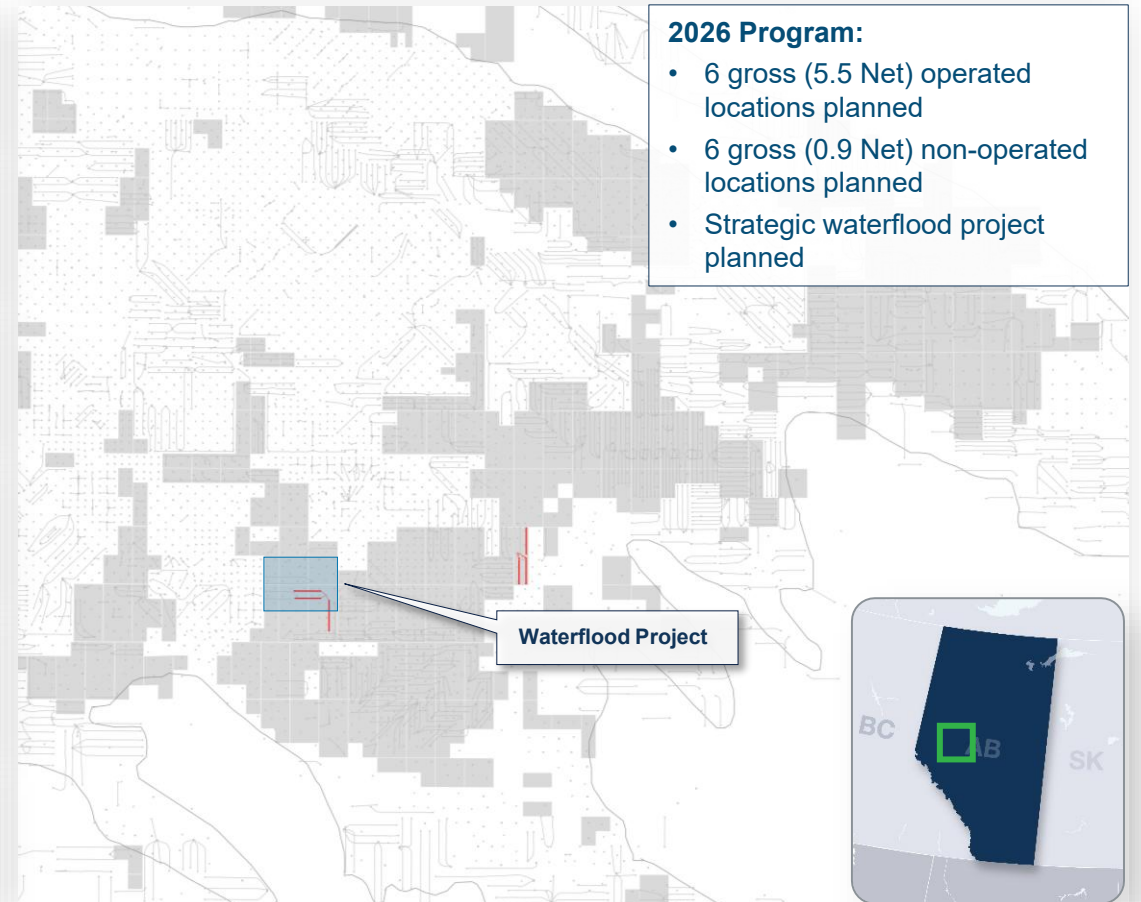 2026 Program:
• 6 gross (5.5 Net) operated
locations planned
• 6 gross (0.9 Net) non-operated
locations planned
• Strategic waterflood project
planned
Waterflood Project
BC
AB
SK